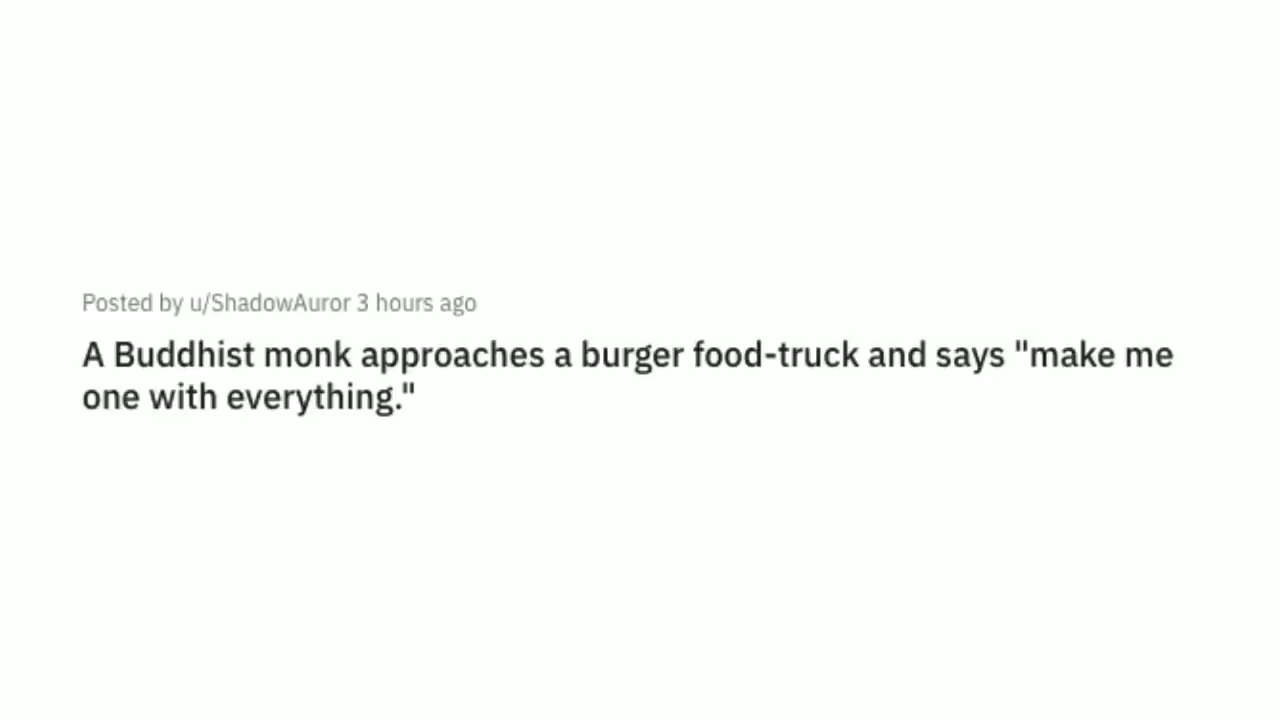 Posted by u/ShadowAuror 3 hours ago
A Buddhist monk approaches a burger food-truck and says "make me
one with everything."